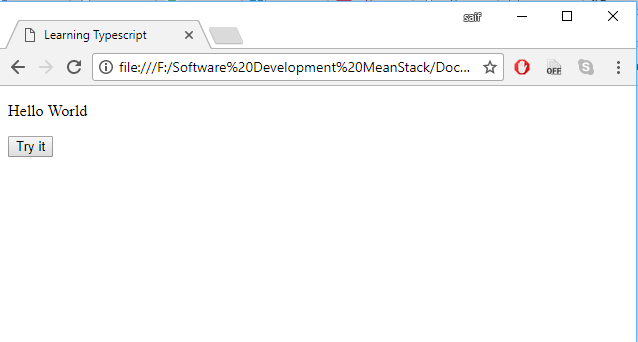 saif
Learning Typescript
file:///F:/Software%20Development%20MeanStack/Doc...
OFF
Hello World
Try it